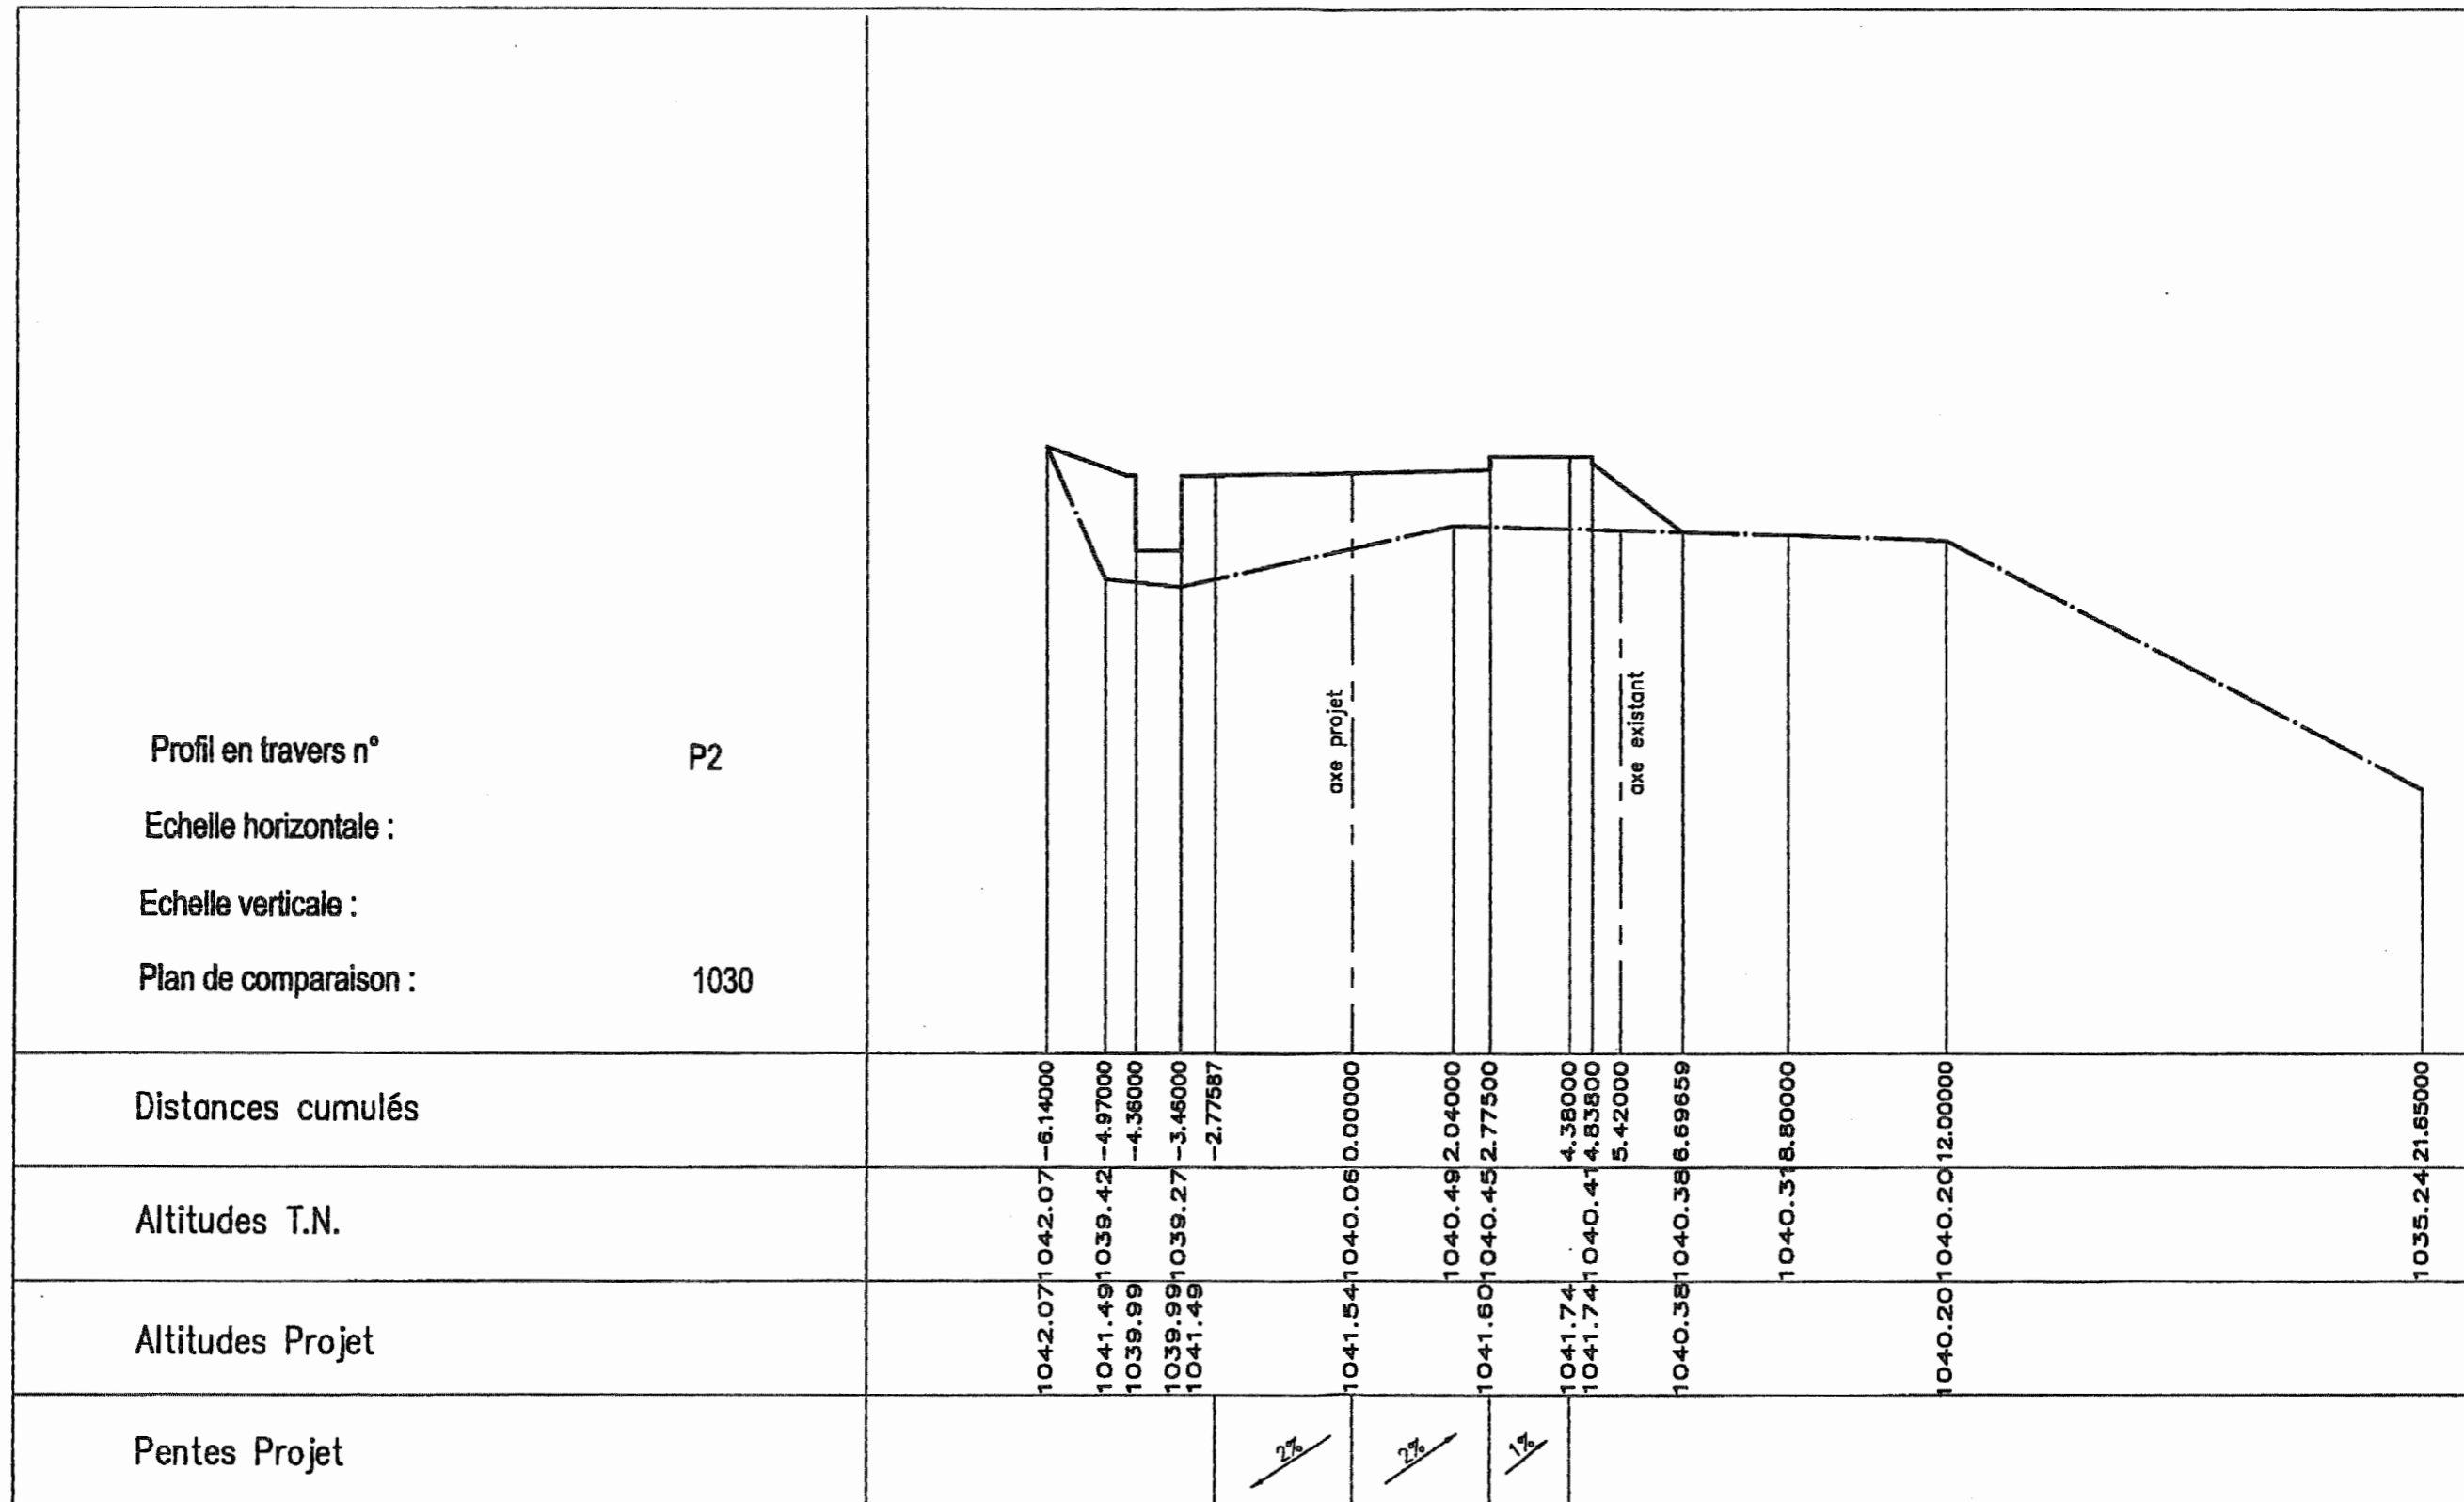 axe projet
axe existant
Profil en travers n° P2
Echelle horizontale :
Echelle verticale :
Plan de comparaison : 1030
Distances cumulés -6.14000 -4.97000 -4.36000 -3.46000 -2.77587 0.00000 2.04000 2.77500 4.38000 4.83800 5.42000 6.69659 8.80000 12.00000 21.65000
Altitudes T.N. 1042.07 1039.42 1039.27 1040.06 1040.49 1040.45 1040.41 1040.38 1040.31 1040.20 1035.24
Altitudes Projet 1042.07 1041.49 1039.99 1039.99 1041.49 1041.54 1041.60 1041.74 1041.74 1040.38 1040.20
Pentes Projet 2% 2% 1%